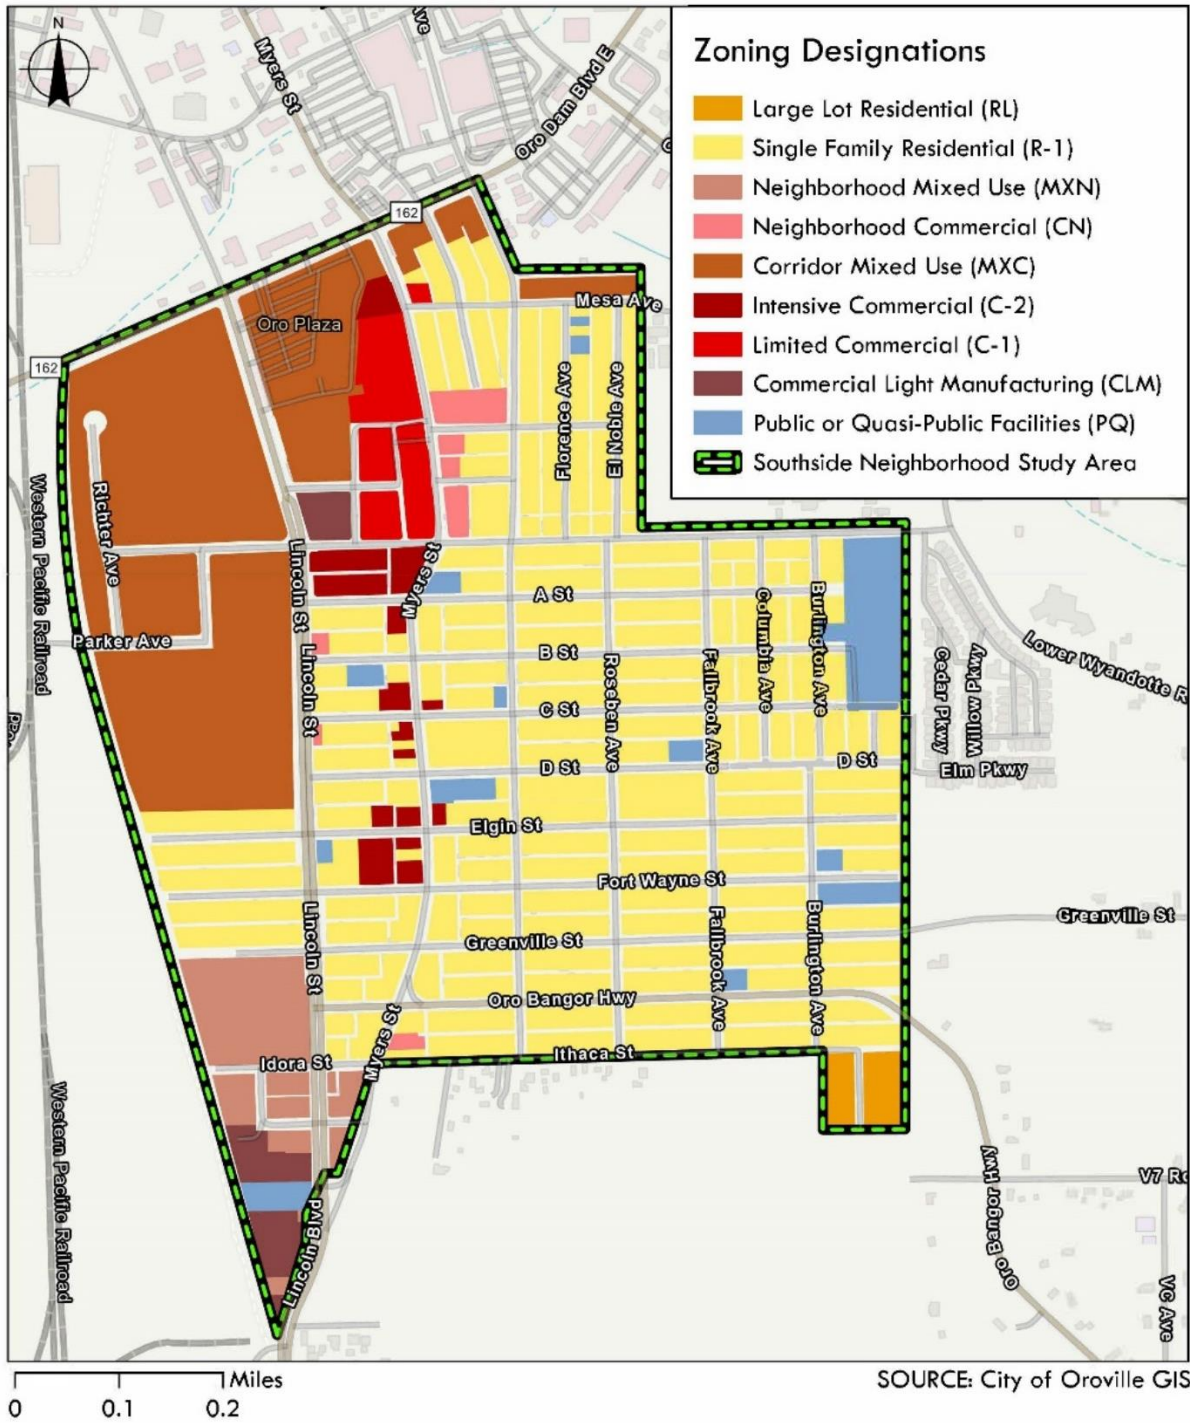 N
Myers St
Oro Dam Blvd E
Zoning Designations
Large Lot Residential (RL)
Single Family Residential (R-1)
Neighborhood Mixed Use (MXN)
Neighborhood Commercial (CN)
Corridor Mixed Use (MXC)
Intensive Commercial (C-2)
Limited Commercial (C-1)
Commercial Light Manufacturing (CLM)
Public or Quasi-Public Facilities (PQ)
Southside Neighborhood Study Area
162
Mesa Ave
Oro Plaza
162
Florence Ave
El Noble Ave
Western Pacific Railroad
Richter Ave
Lincoln St
Myers St
A St
Columbia Ave
Burlington Ave
Parker Ave
B St
Lincoln St
Roseben Ave
Fallbrook Ave
Cedar Pkwy
Willow Pkwy
Lower Wyandotte R
C St
D St
D St
Elm Pkwy
Elgin St
Fort Wayne St
Lincoln St
Fallbrook Ave
Burlington Ave
Greenville St
Greenville St
Oro Bangor Hwy
Myers St
Idora St
Ithaca St
Western Pacific Railroad
Lincoln Blvd
Oro Bangor Hwy
V7 Rd
VC Ave
Miles
0
0.1
0.2
SOURCE: City of Oroville GIS